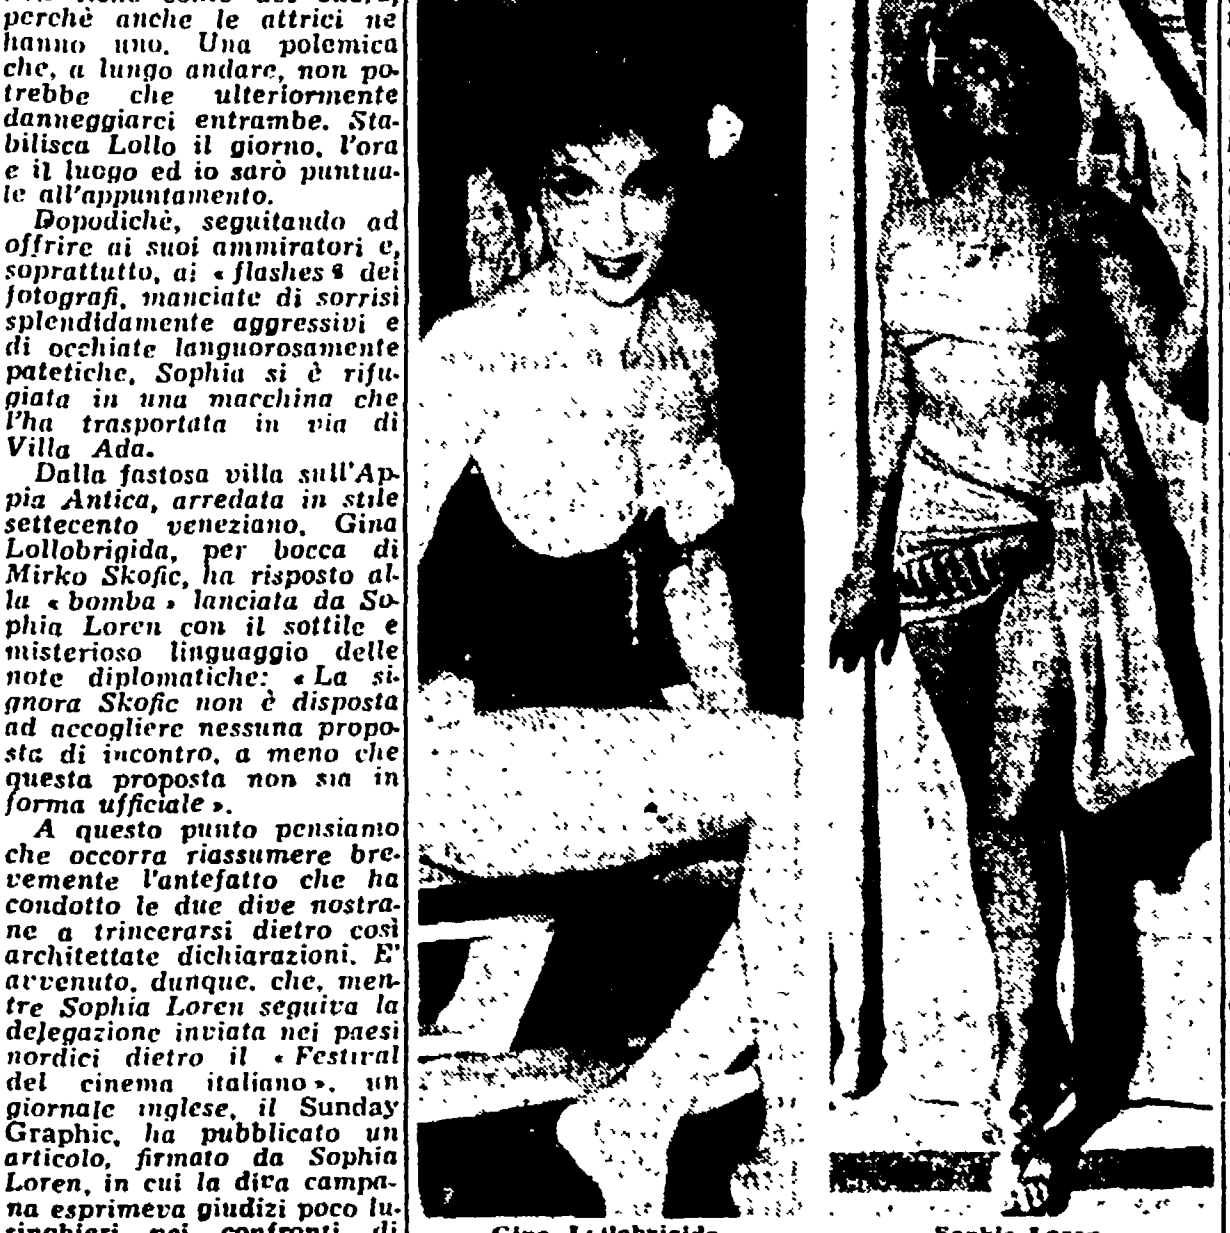 perchè anche le attrici ne
hanno uno. Una polemica
che, a lungo andare, non po-
trebbe che ulteriormente
danneggiarci entrambe. Sta-
bilisca Lollo il giorno, l'ora
e il luogo ed io sarò puntua-
le all'appuntamento.
Dopodichè, seguitando ad
offrire ai suoi ammiratori e,
soprattutto, ai « flashes » dei
fotografi, manciate di sorrisi
splendidamente aggressivi e
di occhiate languorosamente
patetiche, Sophia si è rifu-
giata in una macchina che
l'ha trasportata in via di
Villa Ada.
Dalla fastosa villa sull'Ap-
pia Antica, arredata in stile
settecento veneziano, Gina
Lollobrigida, per bocca di
Mirko Skofic, ha risposto al-
la « bomba » lanciata da So-
phia Loren con il sottile e
misterioso linguaggio delle
note diplomatiche: « La si-
gnora Skofic non è disposta
ad accogliere nessuna propo-
sta di incontro, a meno che
questa proposta non sia in
forma ufficiale ».
A questo punto pensiamo
che occorra riassumere bre-
vemente l'antefatto che ha
condotto le due dive nostra-
ne a trincerarsi dietro così
architettate dichiarazioni. E'
avvenuto, dunque, che, men-
tre Sophia Loren seguiva la
delegazione inviata nei paesi
nordici dietro il « Festival
del cinema italiano », un
giornale inglese, il Sunday
Graphic, ha pubblicato un
articolo, firmato da Sophia
Loren, in cui la diva campa-
na esprimeva giudizi poco lu-
singhieri nei confronti di
Gina Lollobrigida
Sophia Loren